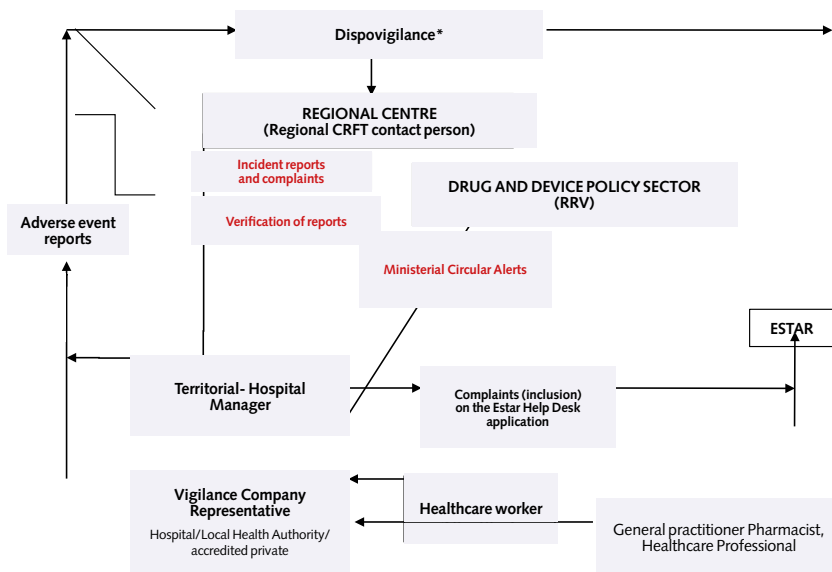 Dispovigilance*
REGIONAL CENTRE
(Regional CRFT contact person)
Incident reports
and complaints
DRUG AND DEVICE POLICY SECTOR
(RRV)
Verification of reports
Adverse event
reports
Ministerial Circular Alerts
ESTAR
Territorial- Hospital
Manager
Complaints (inclusion)
on the Estar Help Desk
application
Vigilance Company
Representative
Hospital/Local Health Authority/
accredited private
Healthcare worker
General practitioner Pharmacist,
Healthcare Professional